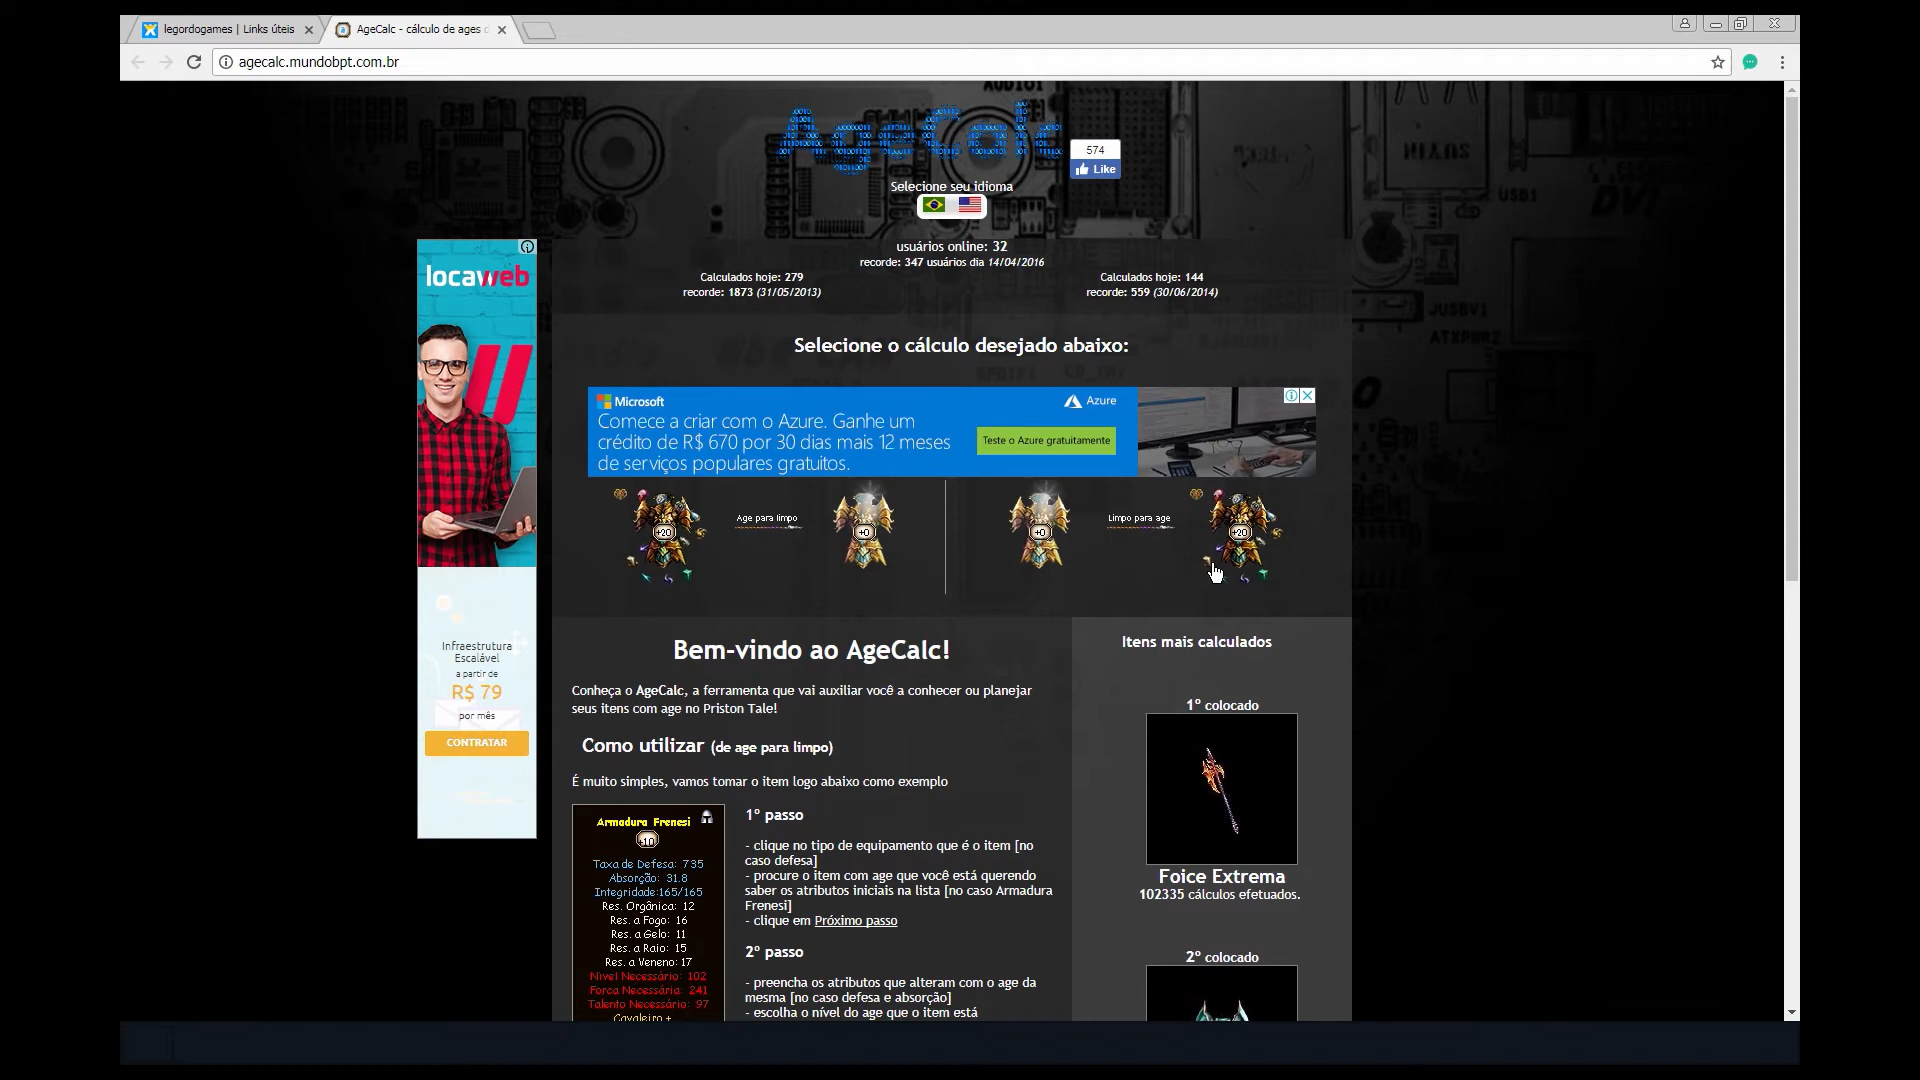 legordogames | Links úteis
AgeCalc - cálculo de ages d
agecalc.mundobpt.com.br
AgeCalc
574
Like
Selecione seu idioma
usuários online: 32
recorde: 347 usuários dia 14/04/2016
Calculados hoje: 279
recorde: 1873 (31/05/2013)
Calculados hoje: 144
recorde: 559 (30/06/2014)
Selecione o cálculo desejado abaixo:
locaweb
Infraestrutura
Escalável
a partir de
R$ 79
por mês
CONTRATAR
Microsoft
Azure
Comece a criar com o Azure. Ganhe um
crédito de R$ 670 por 30 dias mais 12 meses
de serviços populares gratuitos.
Teste o Azure gratuitamente
+20
Age para limpo
+0
+0
Limpo para age
+20
Bem-vindo ao AgeCalc!
Conheça o AgeCalc, a ferramenta que vai auxiliar você a conhecer ou planejar
seus itens com age no Priston Tale!
Como utilizar (de age para limpo)
É muito simples, vamos tomar o item logo abaixo como exemplo
Armadura Frenesi
+10
Taxa de Defesa: 735
Absorção: 31.8
Integridade:165/165
Res. Orgânica: 12
Res. a Fogo: 16
Res. a Gelo: 11
Res. a Raio: 15
Res. a Veneno: 17
Nível Necessário: 102
Forca Necessária: 241
Talento Necessário: 97
Cavaleiro +
1º passo
- clique no tipo de equipamento que é o item [no
caso defesa]
- procure o item com age que você está querendo
saber os atributos iniciais na lista [no caso Armadura
Frenesi]
- clique em Próximo passo
2º passo
- preencha os atributos que alteram com o age da
mesma [no caso defesa e absorção]
- escolha o nível do age que o item está
Itens mais calculados
1º colocado
Foice Extrema
102335 cálculos efetuados.
2º colocado